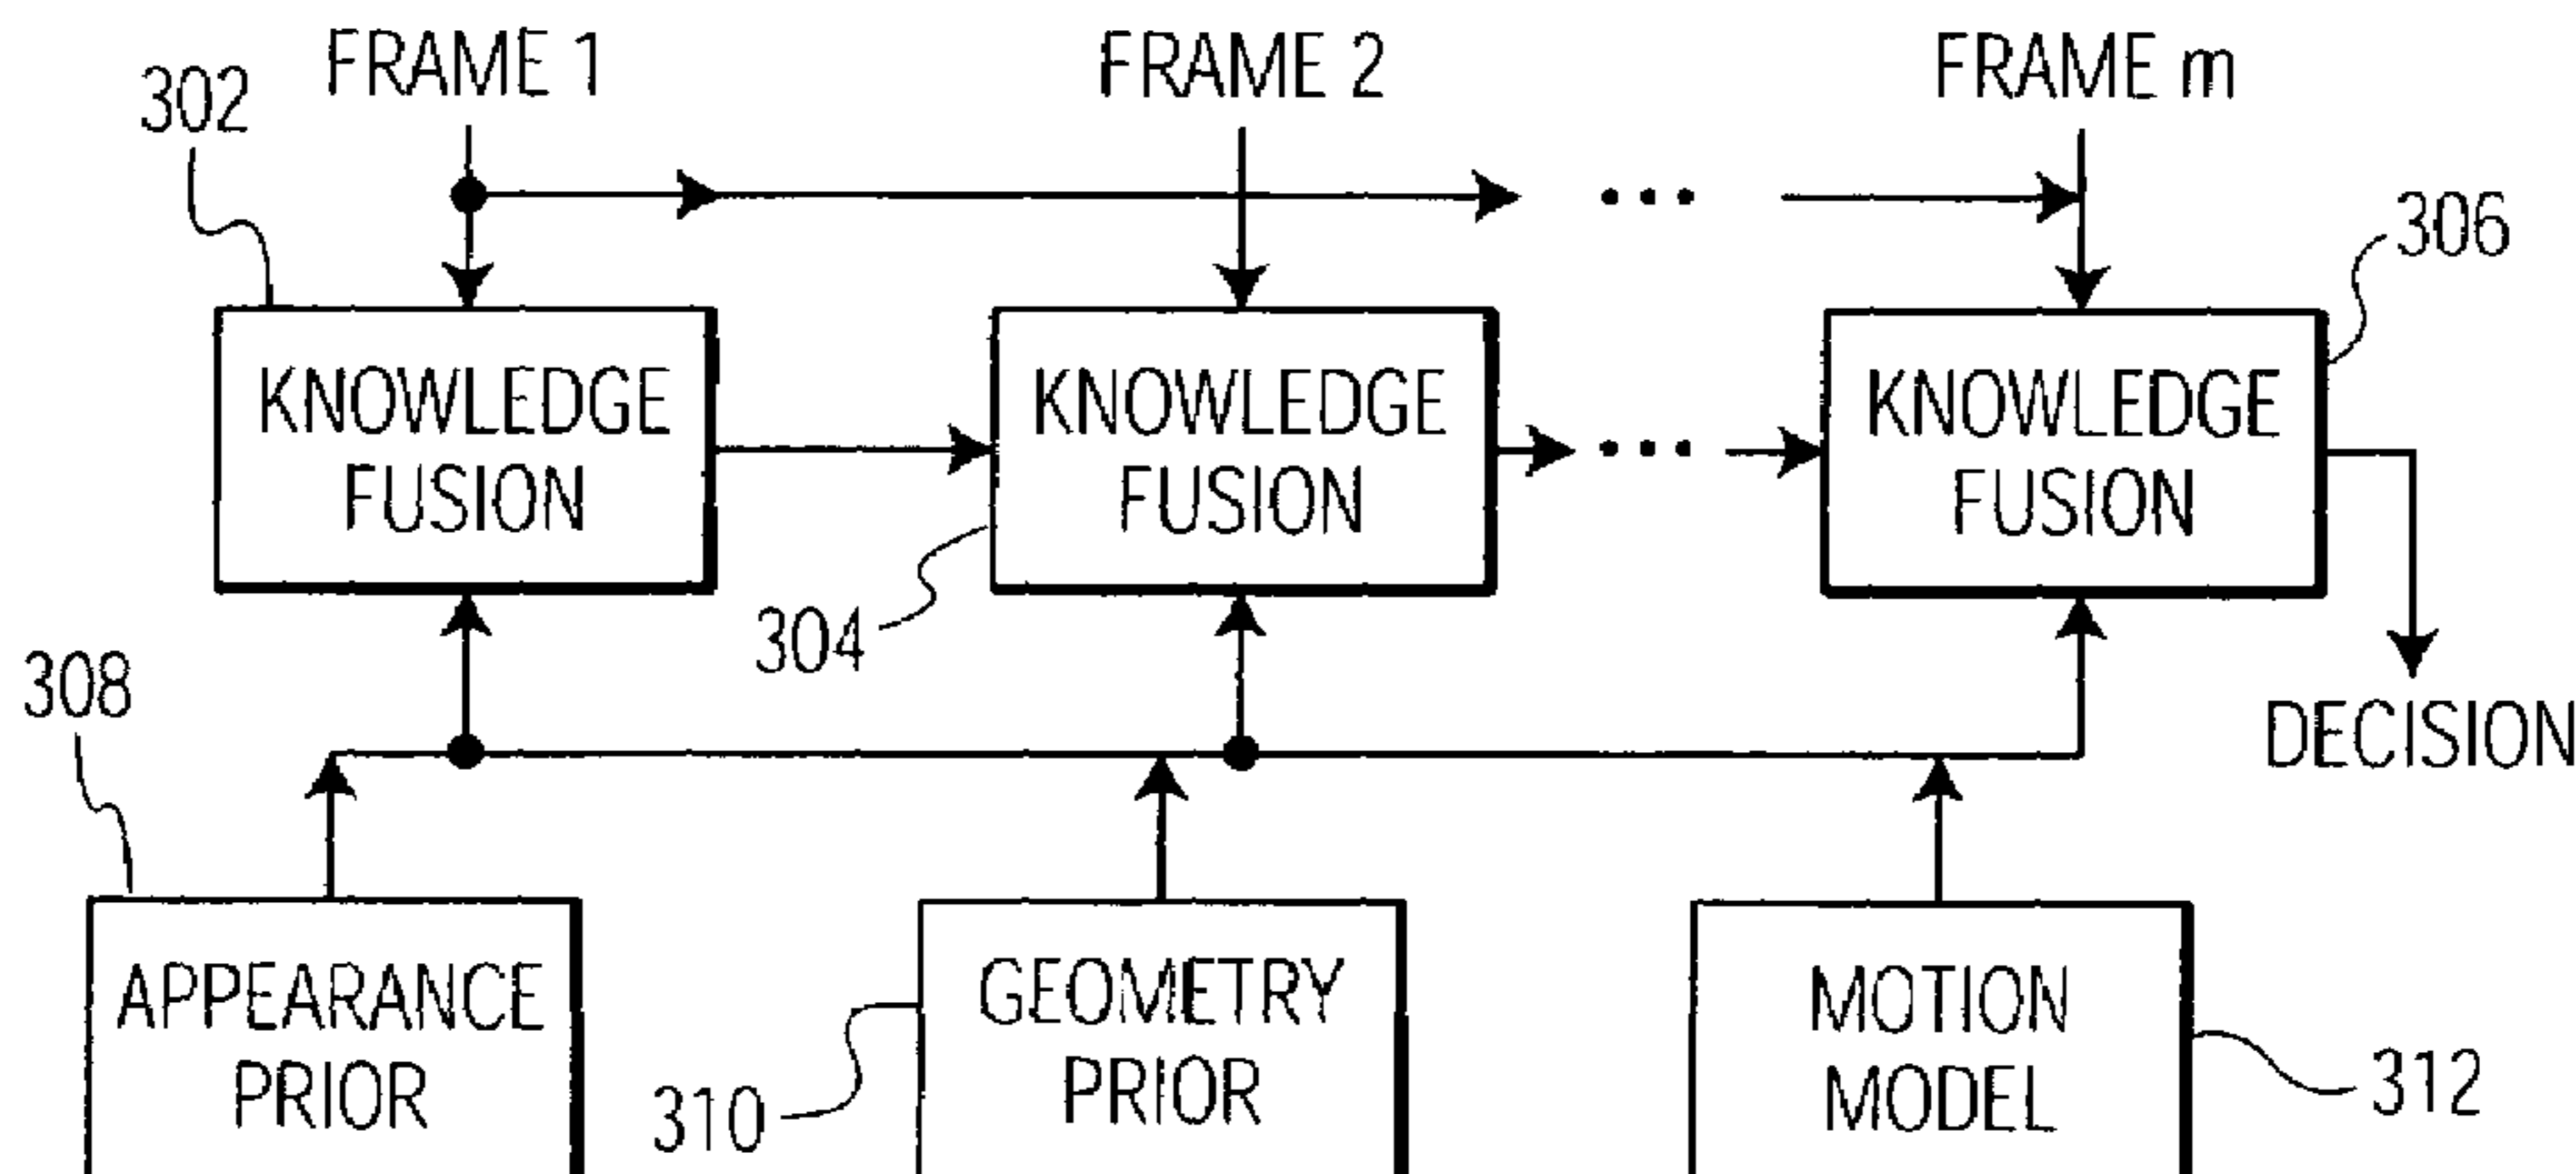 FRAME 1
FRAME 2
FRAME m
302
306
KNOWLEDGE
FUSION
KNOWLEDGE
FUSION
KNOWLEDGE
FUSION
304
308
DECISION
APPEARANCE
PRIOR
310
GEOMETRY
PRIOR
MOTION
MODEL
312